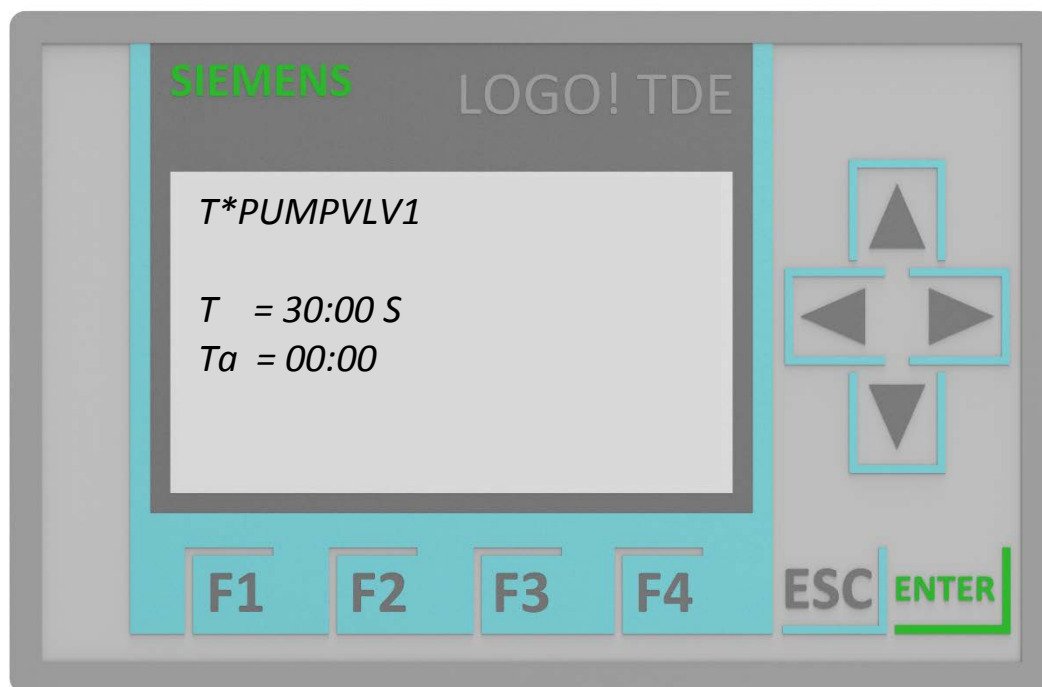 SIEMENS
LOGO! TDE
T*PUMPVLV1
T = 30:00 S
Ta = 00:00
F1 F2 F3 F4
ESC ENTER